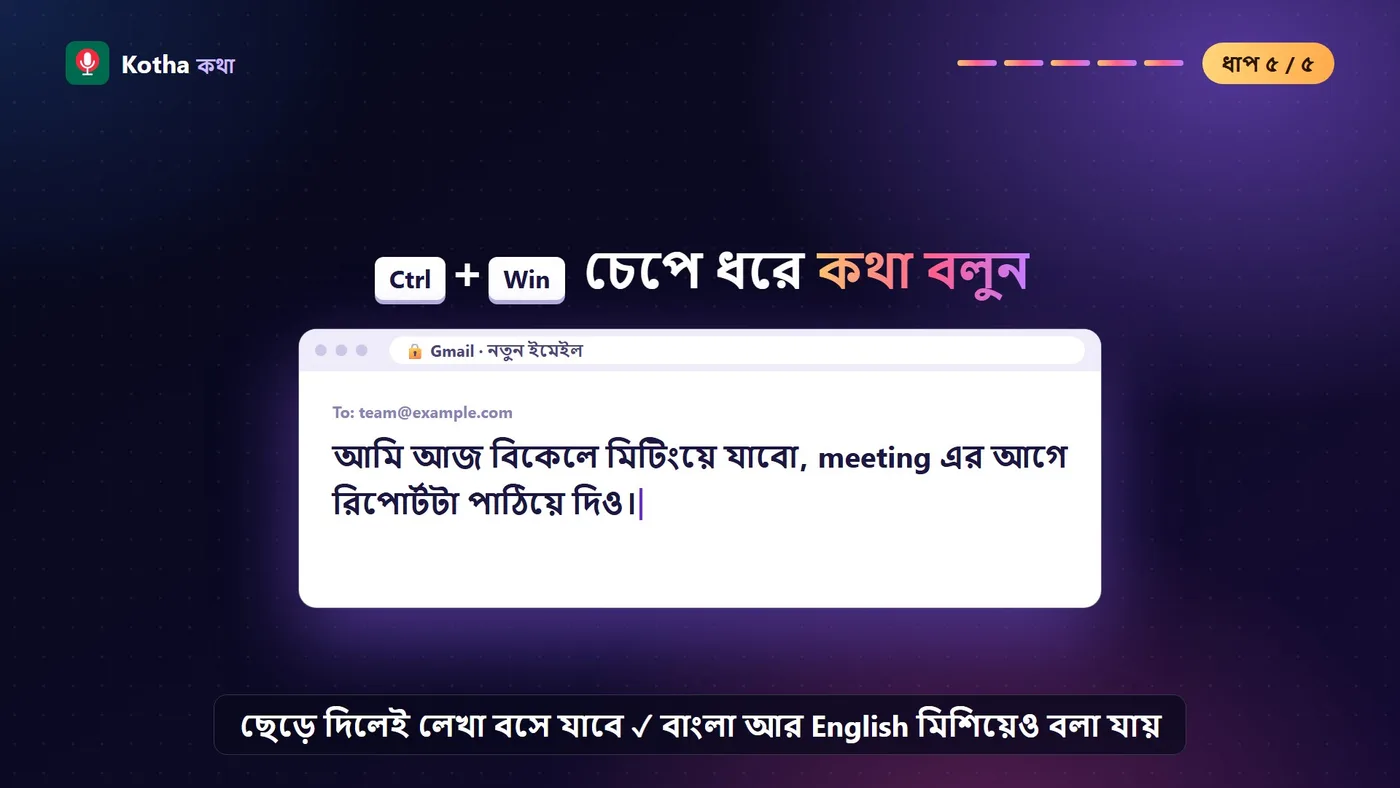 Kotha কথা
ধাপ ৫ / ৫
Ctrl + Win চেপে ধরে কথা বলুন
Gmail · নতুন ইমেইল
To: team@example.com
আমি আজ বিকেলে মিটিংয়ে যাবো, meeting এর আগে
রিপোর্টটা পাঠিয়ে দিও।
ছেড়ে দিলেই লেখা বসে যাবে ✓ বাংলা আর English মিশিয়েও বলা যায়